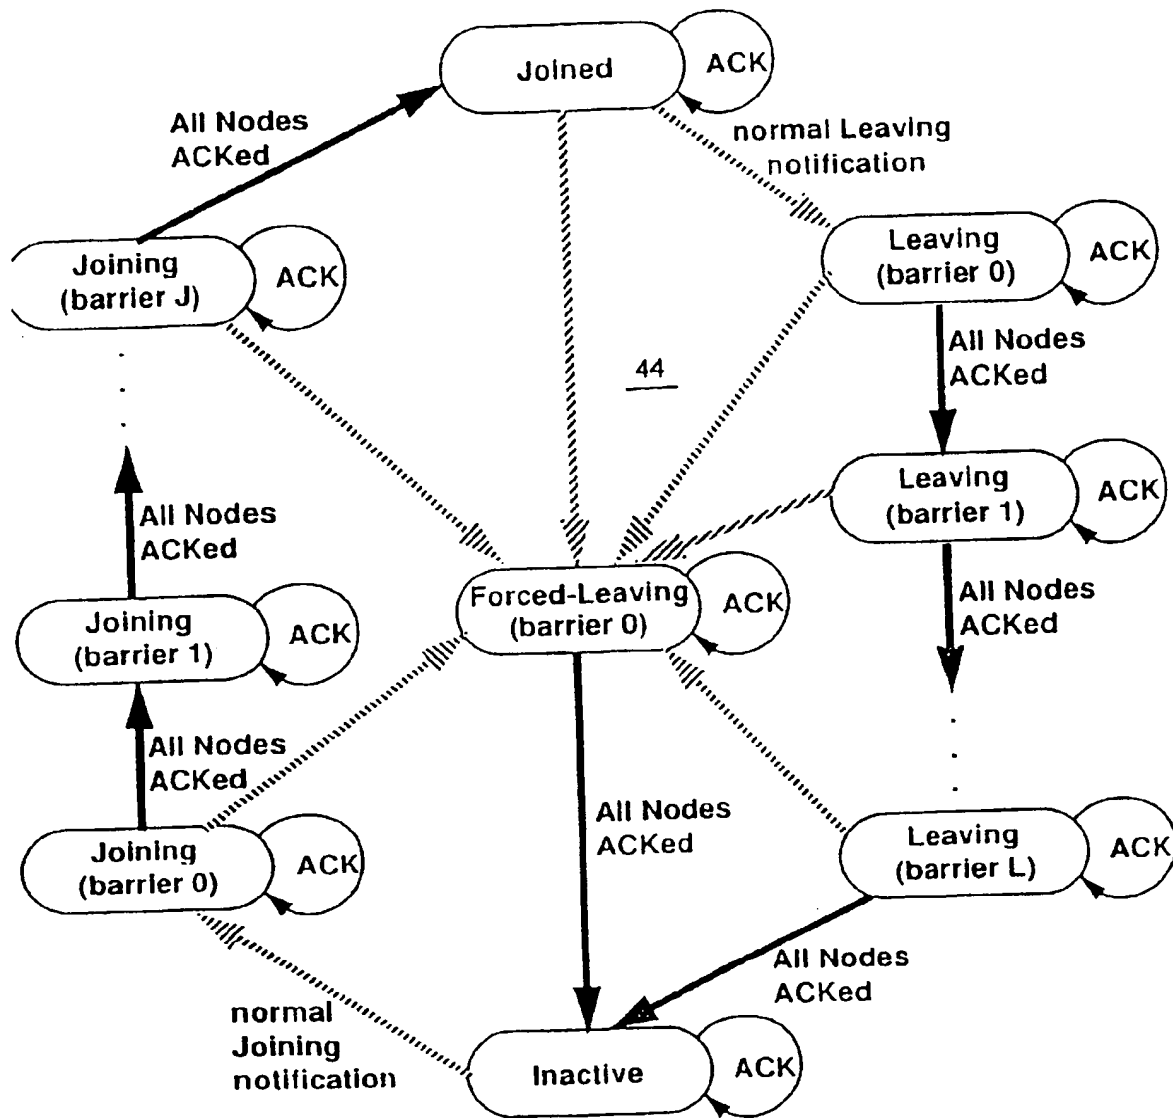 Joined
ACK
All Nodes
ACKed
normal Leaving
notification
Joining
(barrier J)
ACK
Leaving
(barrier 0)
ACK
All Nodes
ACKed
44
Leaving
(barrier 1)
ACK
All Nodes
ACKed
Joining
(barrier 1)
ACK
Forced-Leaving
(barrier 0)
ACK
All Nodes
ACKed
All Nodes
ACKed
Joining
(barrier 0)
ACK
All Nodes
ACKed
Leaving
(barrier L)
ACK
All Nodes
ACKed
normal
Joining
notification
Inactive
ACK